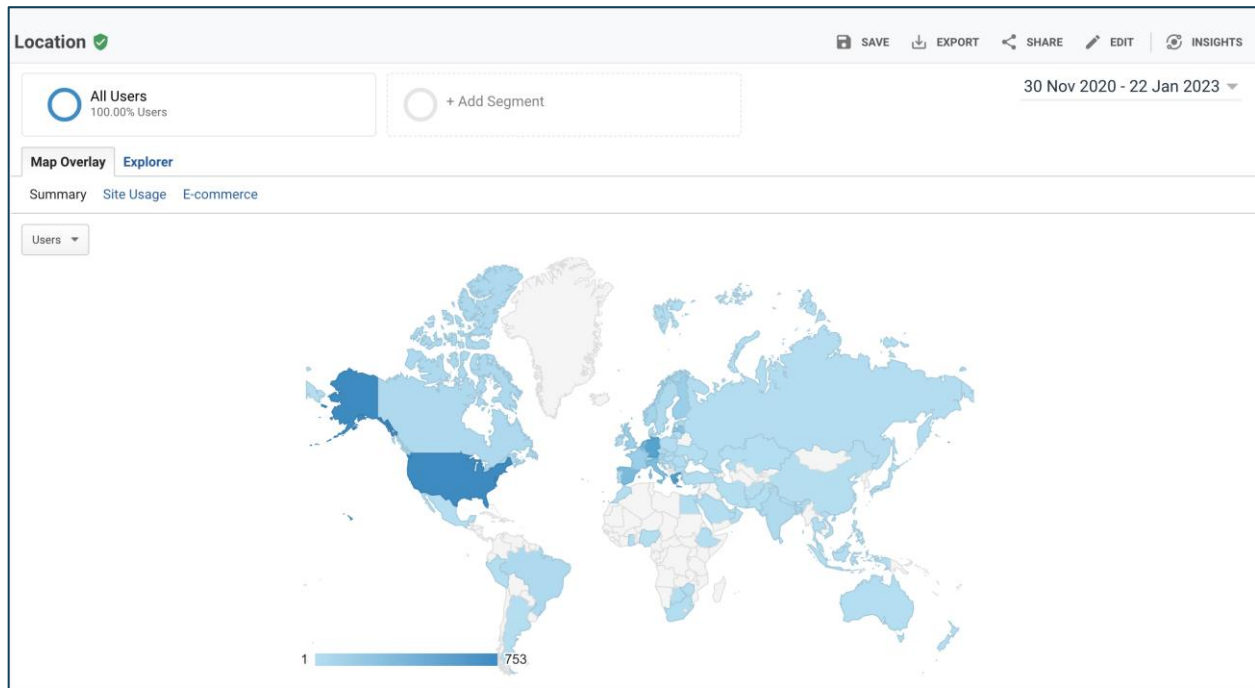 Location
SAVE EXPORT SHARE EDIT INSIGHTS
All Users
100.00% Users
+ Add Segment
30 Nov 2020 - 22 Jan 2023
Map Overlay Explorer
Summary Site Usage E-commerce
Users
1 753